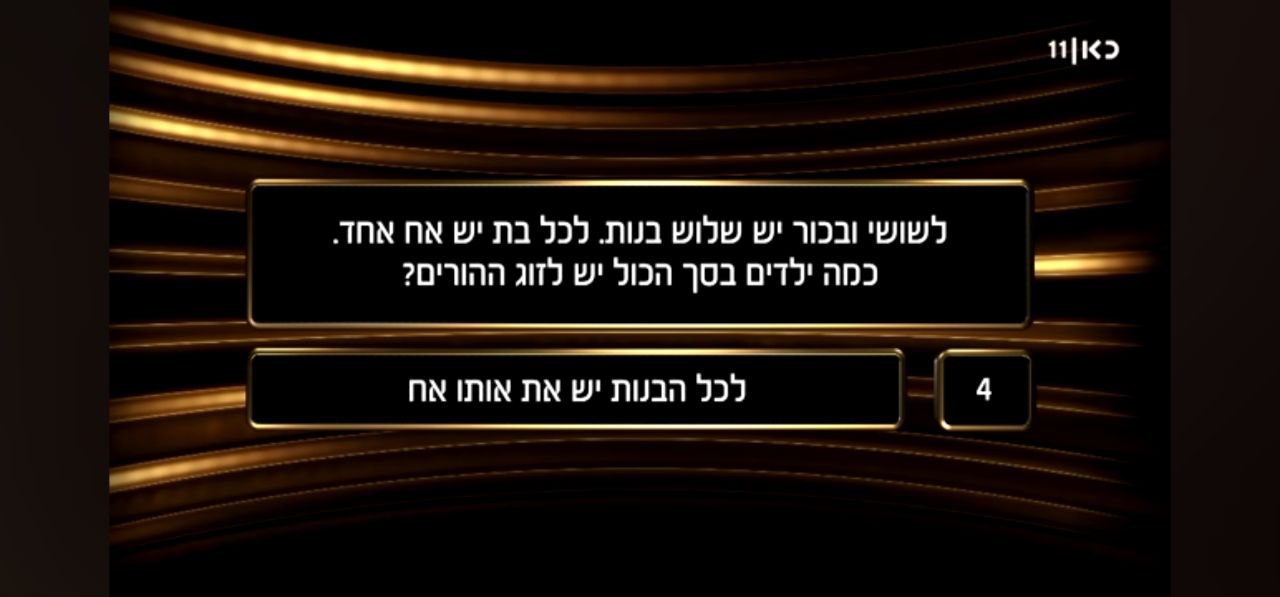 כאן|11
לשושי ובכור יש שלוש בנות. לכל בת יש אח אחד.
כמה ילדים בסך הכול יש לזוג ההורים?
4
לכל הבנות יש את אותו אח